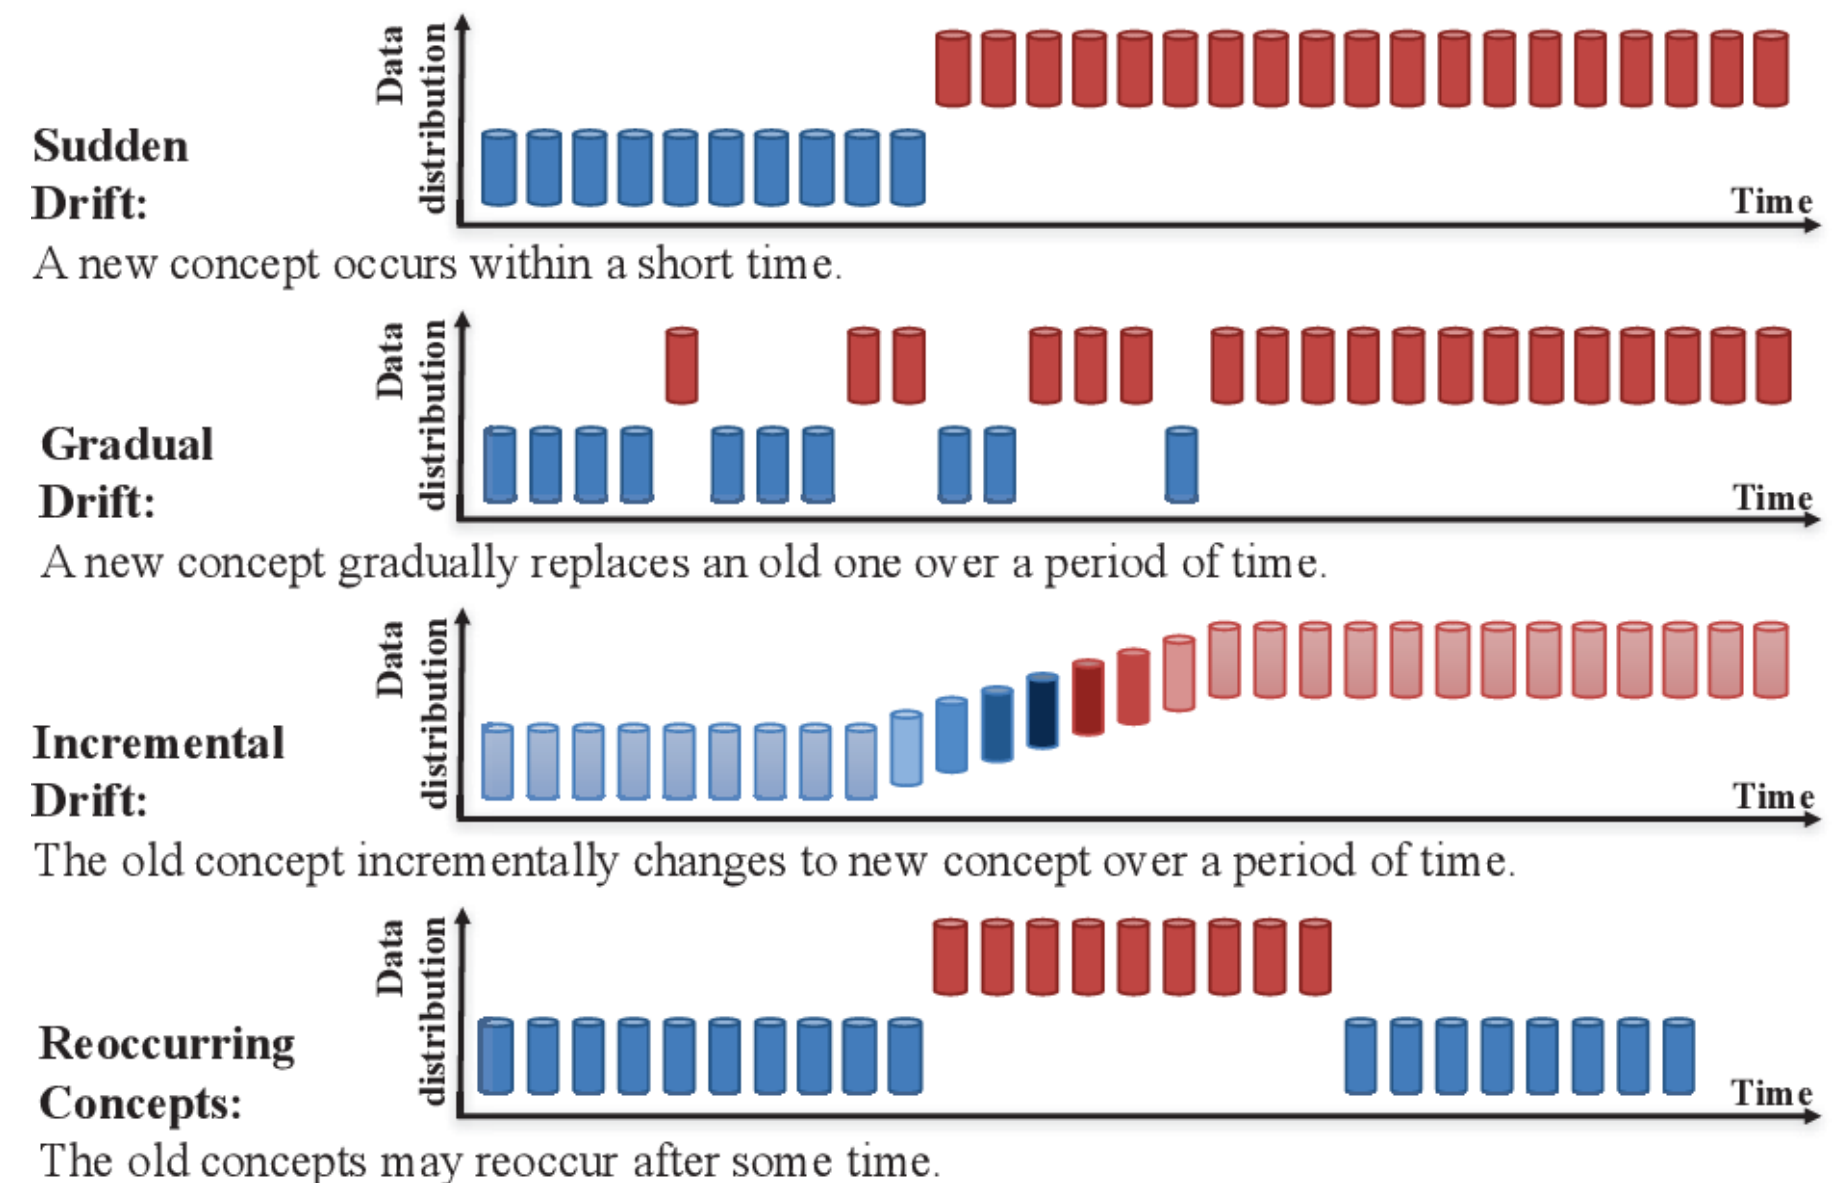 Data
distribution
Sudden
Drift:
Time
A new concept occurs within a short time.
Data
distribution
Gradual
Drift:
Time
A new concept gradually replaces an old one over a period of time.
Data
distribution
Incremental
Drift:
Time
The old concept incrementally changes to new concept over a period of time.
Data
distribution
Reoccurring
Concepts:
Time
The old concepts may reoccur after some time.